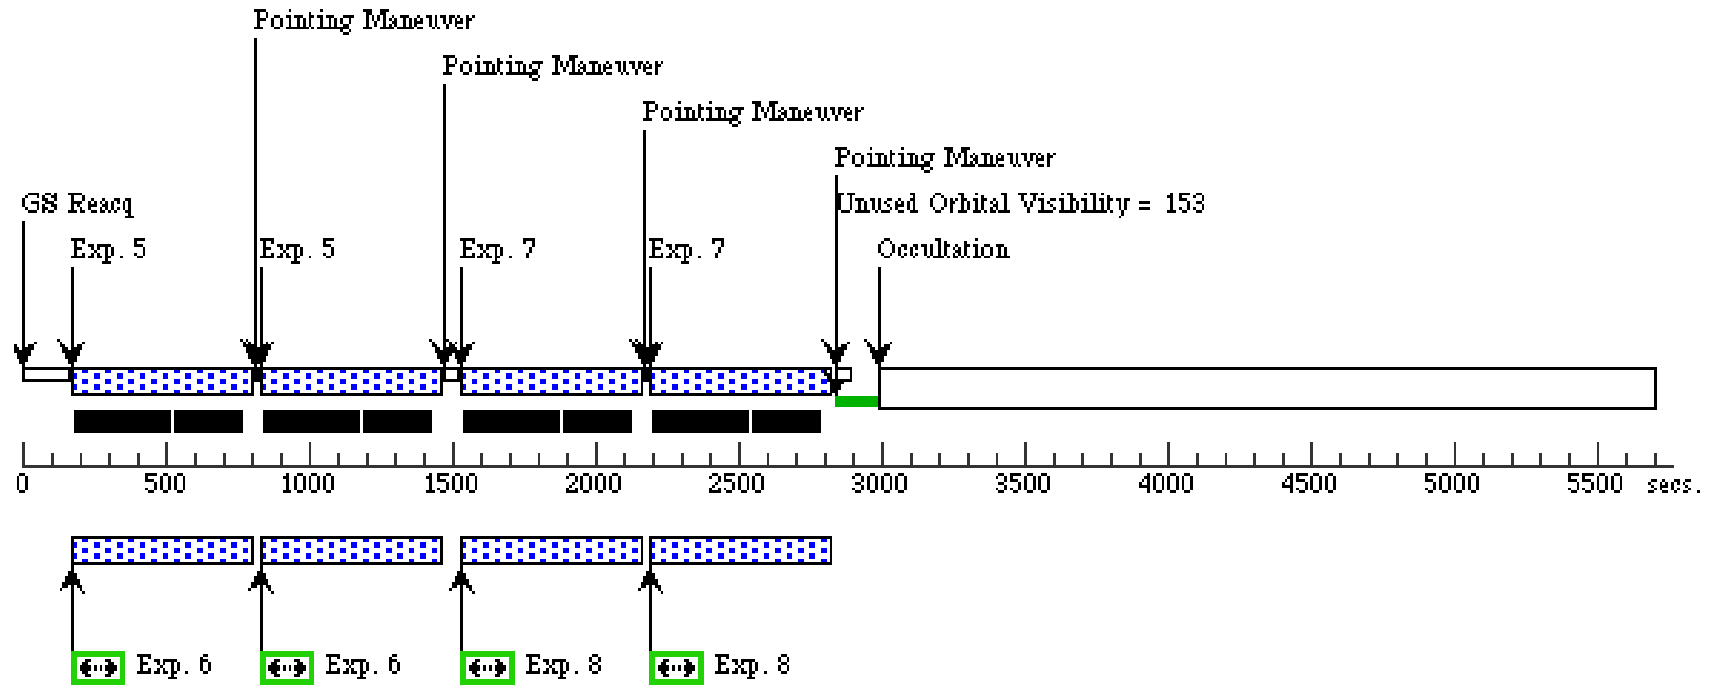 Pointing Maneuver
Pointing Maneuver
Pointing Maneuver
Pointing Maneuver
GS Reacq
Unused Orbital Visibility = 153
Exp. 5
Exp. 5
Exp. 7
Exp. 7
Occultation
0 500 1000 1500 2000 2500 3000 3500 4000 4500 5000 5500 secs.
Exp. 6
Exp. 6
Exp. 8
Exp. 8